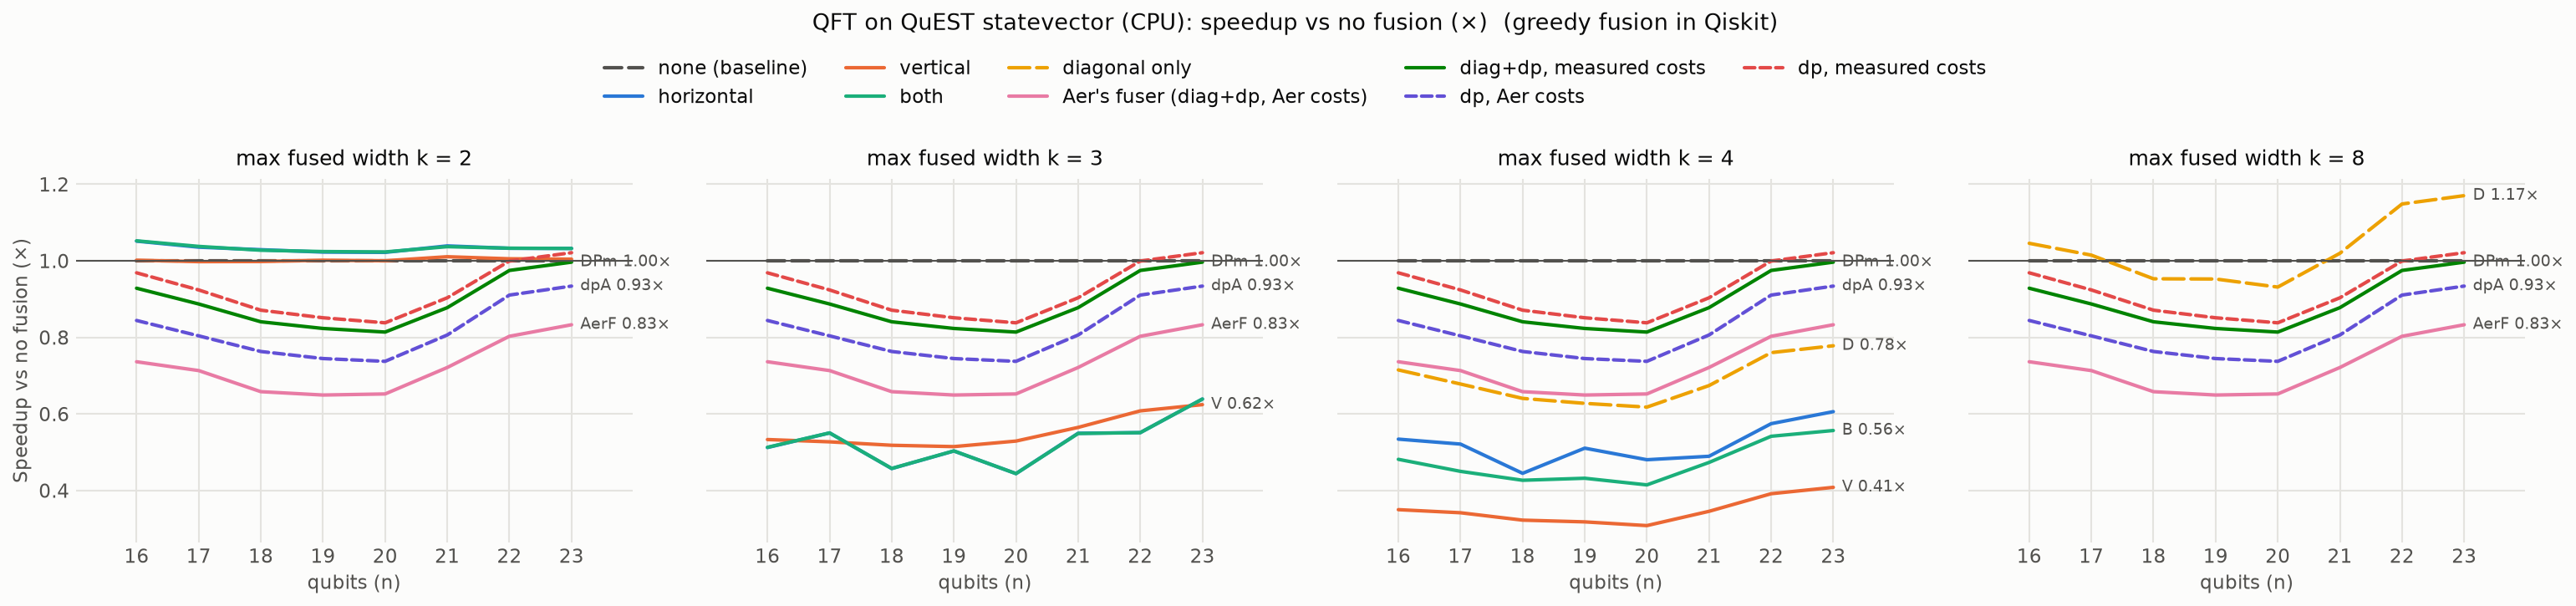 QFT on QuEST statevector (CPU): speedup vs no fusion (×)  (greedy fusion in Qiskit)
none (baseline) vertical diagonal only diag+dp, measured costs dp, measured costs
horizontal both Aer's fuser (diag+dp, Aer costs) dp, Aer costs
max fused width k = 2
Speedup vs no fusion (×)
1.2
1.0
0.8
0.6
0.4
DPm 1.00×
dpA 0.93×
AerF 0.83×
16 17 18 19 20 21 22 23
qubits (n)
max fused width k = 3
DPm 1.00×
dpA 0.93×
AerF 0.83×
V 0.62×
16 17 18 19 20 21 22 23
qubits (n)
max fused width k = 4
DPm 1.00×
dpA 0.93×
D 0.78×
B 0.56×
V 0.41×
16 17 18 19 20 21 22 23
qubits (n)
max fused width k = 8
D 1.17×
DPm 1.00×
dpA 0.93×
AerF 0.83×
16 17 18 19 20 21 22 23
qubits (n)